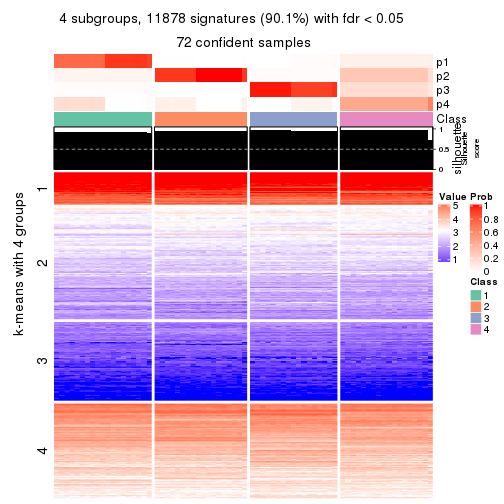 4 subgroups, 11878 signatures (90.1%) with fdr < 0.05
72 confident samples
p1
p2
p3
p4
Class
1
0.5
0
silhouette
Silhouette
score
k-means with 4 groups
1
2
3
4
Value
5
4
3
2
1
Prob
1
0.8
0.6
0.4
0.2
0
Class
1
2
3
4